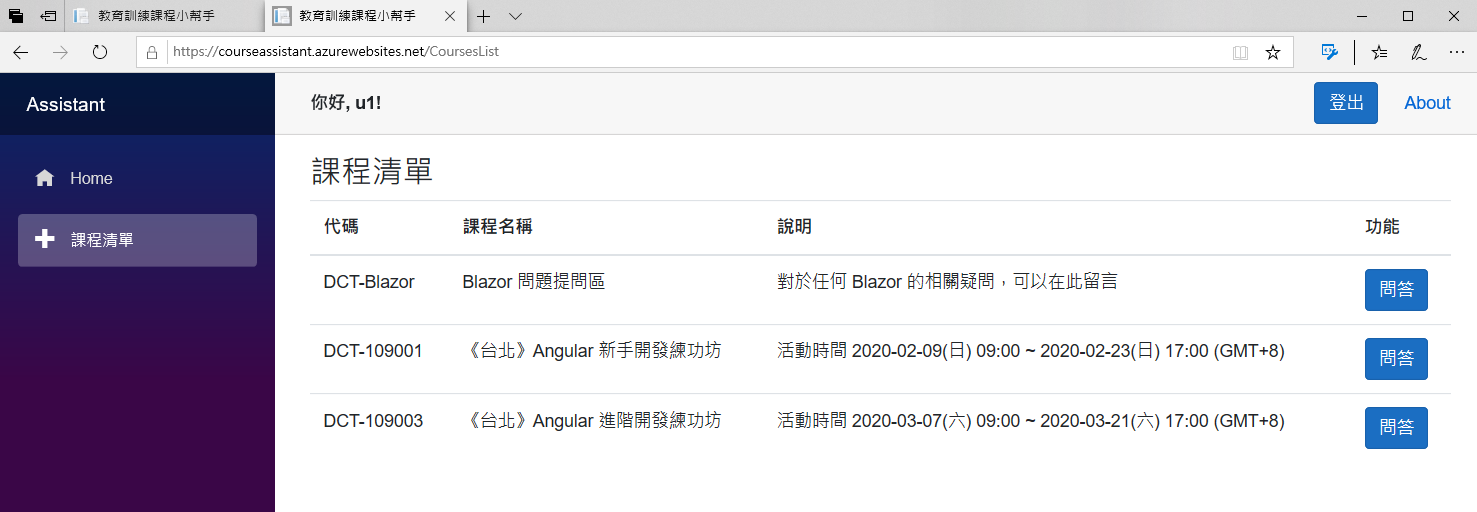 教育訓練課程小幫手 教育訓練課程小幫手
https://courseassistant.azurewebsites.net/CoursesList
Assistant 你好, u1! 登出 About
Home
課程清單
課程清單
代碼 課程名稱 說明 功能
DCT-Blazor Blazor 問題提問區 對於任何 Blazor 的相關疑問，可以在此留言 問答
DCT-109001 《台北》Angular 新手開發練功坊 活動時間 2020-02-09(日) 09:00 ~ 2020-02-23(日) 17:00 (GMT+8) 問答
DCT-109003 《台北》Angular 進階開發練功坊 活動時間 2020-03-07(六) 09:00 ~ 2020-03-21(六) 17:00 (GMT+8) 問答